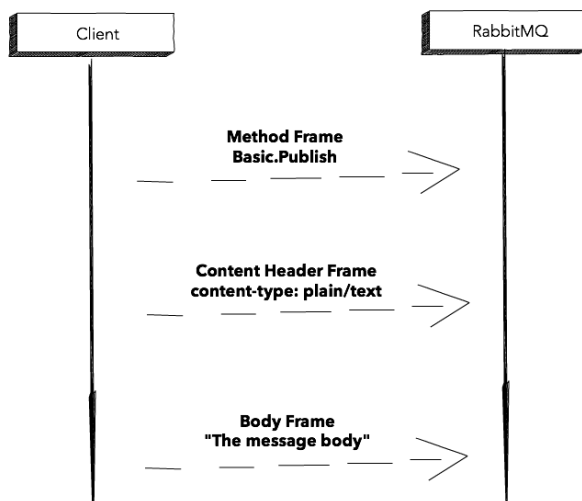 Client
RabbitMQ
Method Frame
Basic.Publish
Content Header Frame
content-type: plain/text
Body Frame
"The message body"